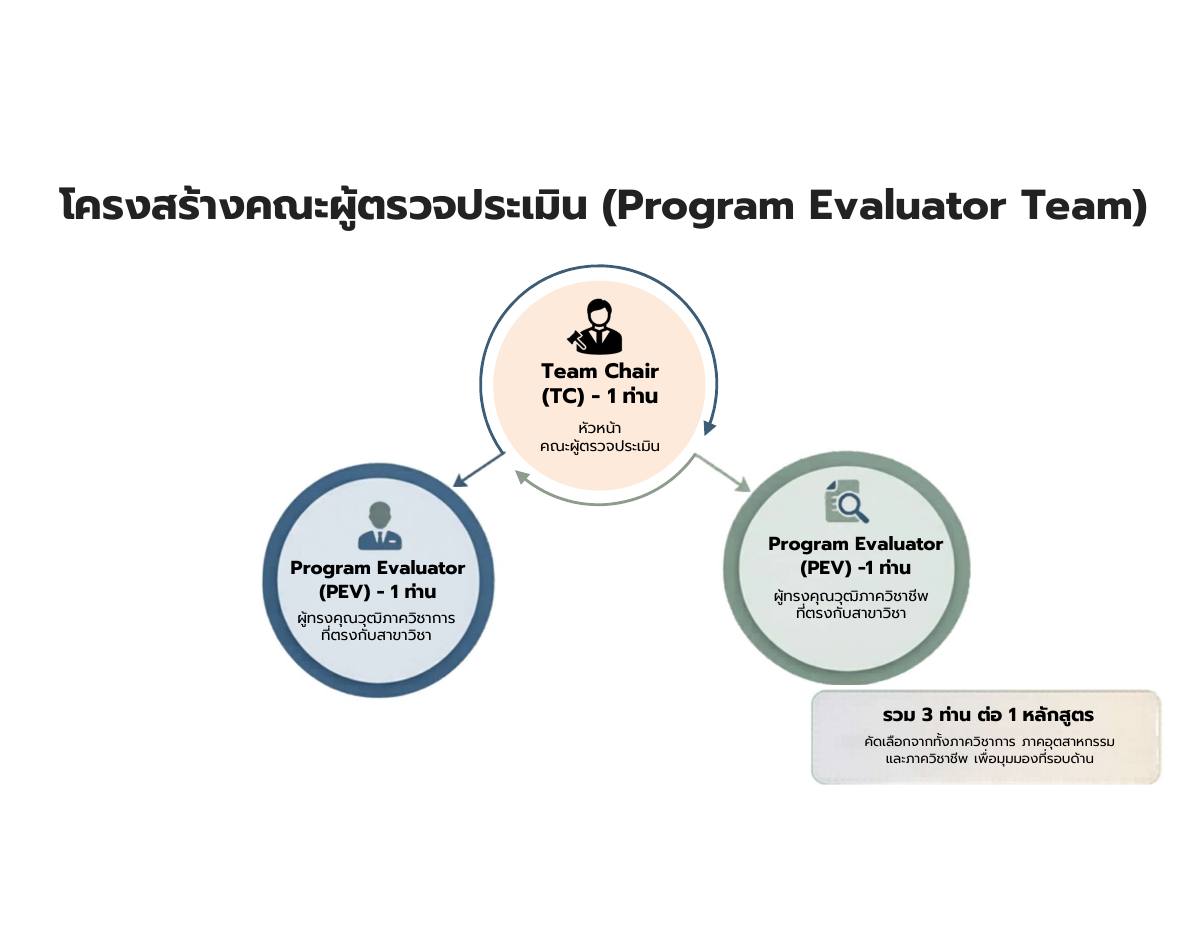 โครงสร้างคณะผู้ตรวจประเมิน (Program Evaluator Team)
Team Chair
(TC) - 1 ท่าน
หัวหน้า
คณะผู้ตรวจประเมิน
Program Evaluator
(PEV) - 1 ท่าน
ผู้ทรงคุณวุฒิภาควิชาการ
ที่ตรงกับสาขาวิชา
Program Evaluator
(PEV) -1 ท่าน
ผู้ทรงคุณวุฒิภาควิชาชีพ
ที่ตรงกับสาขาวิชา
รวม 3 ท่าน ต่อ 1 หลักสูตร
คัดเลือกจากทั้งภาควิชาการ ภาคอุตสาหกรรม
และภาควิชาชีพ เพื่อมุมมองที่รอบด้าน